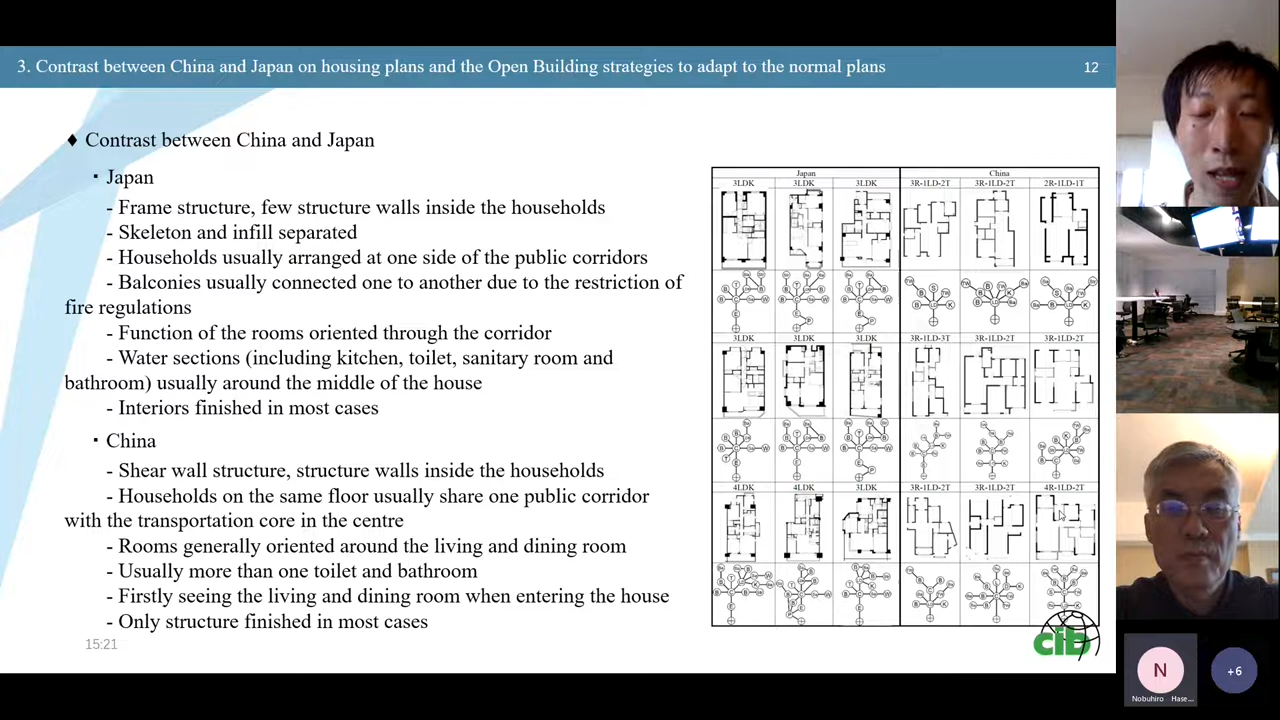 3. Contrast between China and Japan on housing plans and the Open Building strategies to adapt to the normal plans
12
♦ Contrast between China and Japan
・ Japan
- Frame structure, few structure walls inside the households
- Skeleton and infill separated
- Households usually arranged at one side of the public corridors
- Balconies usually connected one to another due to the restriction of
fire regulations
- Function of the rooms oriented through the corridor
- Water sections (including kitchen, toilet, sanitary room and
bathroom) usually around the middle of the house
- Interiors finished in most cases
・ China
- Shear wall structure, structure walls inside the households
- Households on the same floor usually share one public corridor
with the transportation core in the centre
- Rooms generally oriented around the living and dining room
- Usually more than one toilet and bathroom
- Firstly seeing the living and dining room when entering the house
- Only structure finished in most cases
15:21
Japan China
3LDK 3LDK 3LDK 3R-1LD-2T 3R-1LD-2T 2R-1LD-1T
3LDK 3LDK 3LDK 3R-1LD-3T 3R-1LD-2T 3R-1LD-2T
4LDK 4LDK 3LDK 3R-1LD-2T 3R-1LD-2T 4R-1LD-2T
cib
N
Nobuhiro Hase...
+6